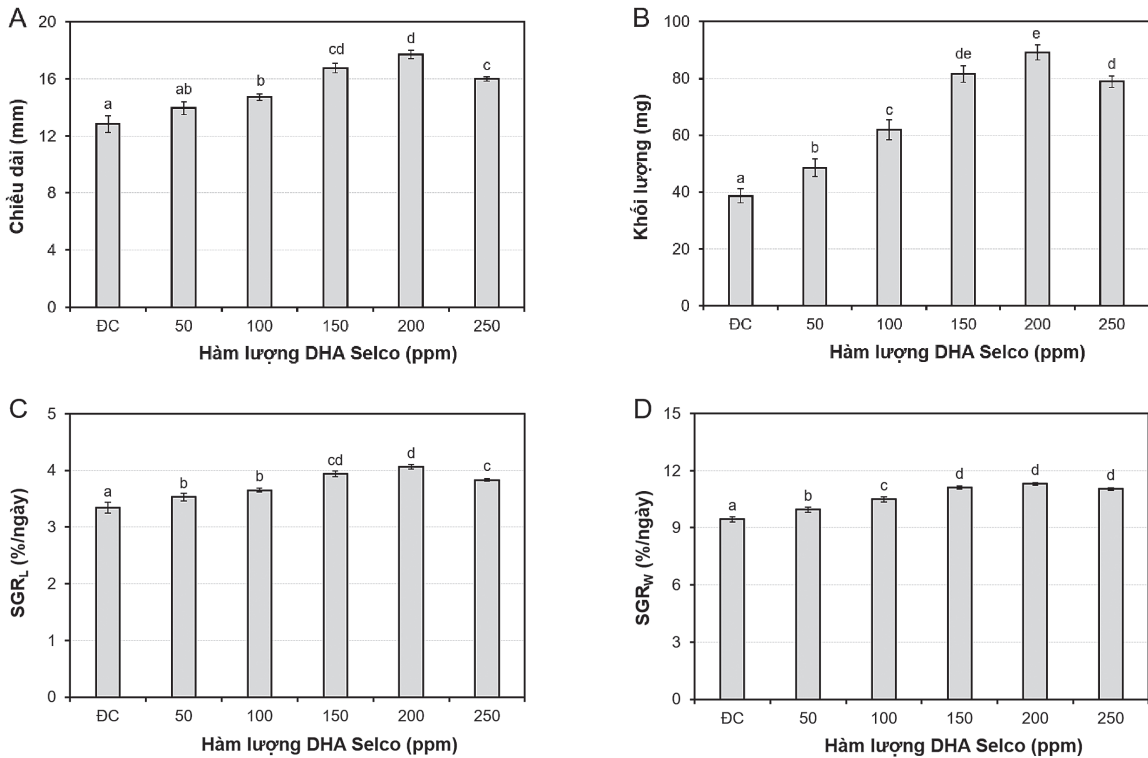 A
Chiều dài (mm)
20
16
12
8
4
0
a
ab
b
cd
d
c
ĐC 50 100 150 200 250
Hàm lượng DHA Selco (ppm)
B
Khối lượng (mg)
100
80
60
40
20
0
a
b
c
de
e
d
ĐC 50 100 150 200 250
Hàm lượng DHA Selco (ppm)
C
SGR_L (%/ngày)
5
4
3
2
1
0
a
b
b
cd
d
c
ĐC 50 100 150 200 250
Hàm lượng DHA Selco (ppm)
D
SGR_W (%/ngày)
15
12
9
6
3
0
a
b
c
d
d
d
ĐC 50 100 150 200 250
Hàm lượng DHA Selco (ppm)